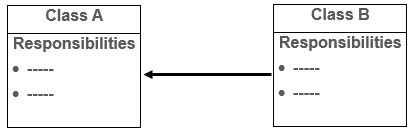 Class A
Responsibilities
• -----
• -----
Class B
Responsibilities
• -----
• -----